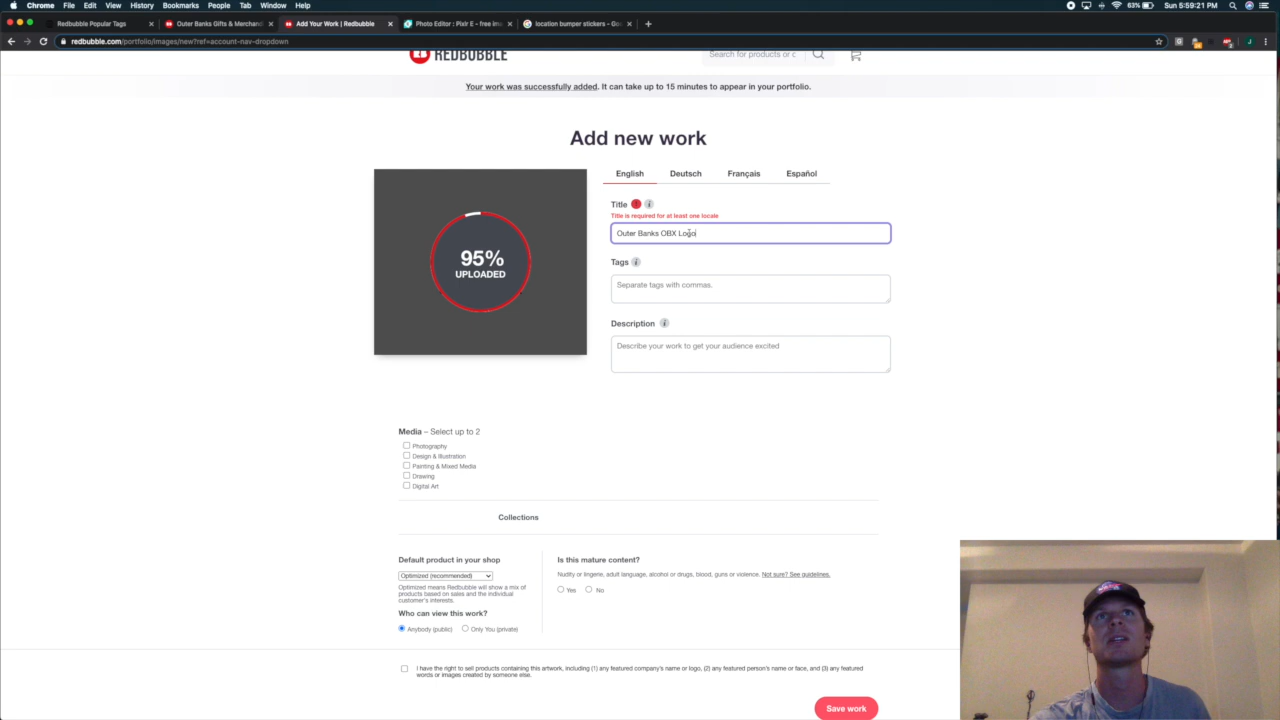 Chrome File Edit View History Bookmarks People Tab Window Help
63% Sun 5:59:21 PM
Redbubble Popular Tags
Outer Banks Gifts & Merchand
Add Your Work | Redbubble
Photo Editor : Pixlr E - free ima
location bumper stickers - Goo
redbubble.com/portfolio/images/new?ref=account-nav-dropdown
REDBUBBLE
Search for products or c
Your work was successfully added. It can take up to 15 minutes to appear in your portfolio.
Add new work
English Deutsch Français Español
Title
Title is required for at least one locale
Outer Banks OBX Logo
95%
UPLOADED
Tags
Separate tags with commas.
Description
Describe your work to get your audience excited
Media – Select up to 2
Photography
Design & Illustration
Painting & Mixed Media
Drawing
Digital Art
Collections
Default product in your shop
Optimized (recommended)
Optimized means Redbubble will show a mix of
products based on sales and the individual
customer's interests.
Who can view this work?
Anybody (public) Only You (private)
Is this mature content?
Nudity or lingerie, adult language, alcohol or drugs, blood, guns or violence. Not sure? See guidelines.
Yes No
I have the right to sell products containing this artwork, including (1) any featured company's name or logo, (2) any featured person's name or face, and (3) any featured
words or images created by someone else.
Save work